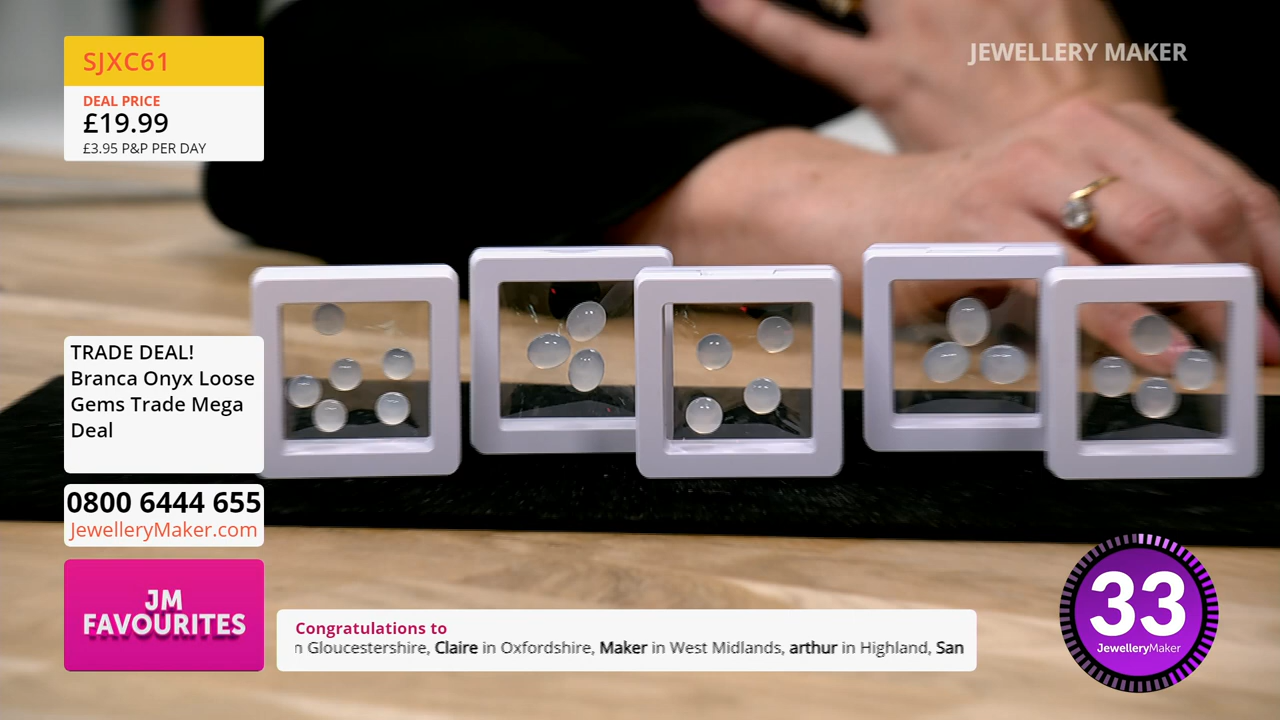 SJXC61
DEAL PRICE
£19.99
£3.95 P&P PER DAY
JEWELLERY MAKER
TRADE DEAL!
Branca Onyx Loose
Gems Trade Mega
Deal
0800 6444 655
JewelleryMaker.com
JM
FAVOURITES
Congratulations to
n Gloucestershire, Claire in Oxfordshire, Maker in West Midlands, arthur in Highland, San
33
JewelleryMaker